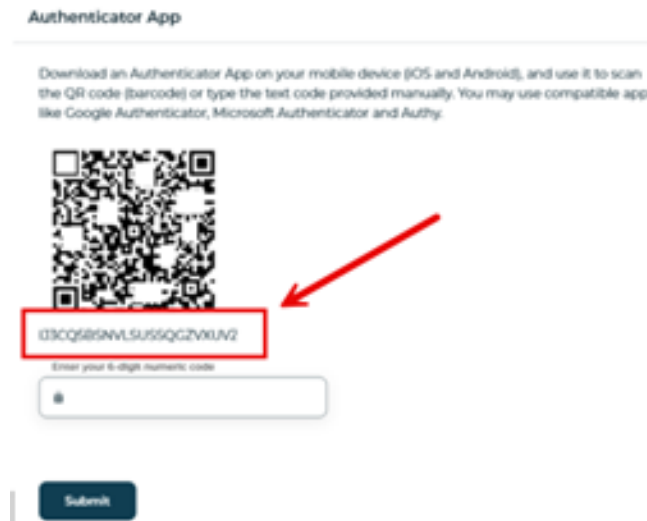 Authenticator App
Download an Authenticator App on your mobile device (iOS and Android), and use it to scan
the QR code (barcode) or type the text code provided manually. You may use compatible app
like Google Authenticator, Microsoft Authenticator and Authy.
Enter your 6-digit numeric code
Submit